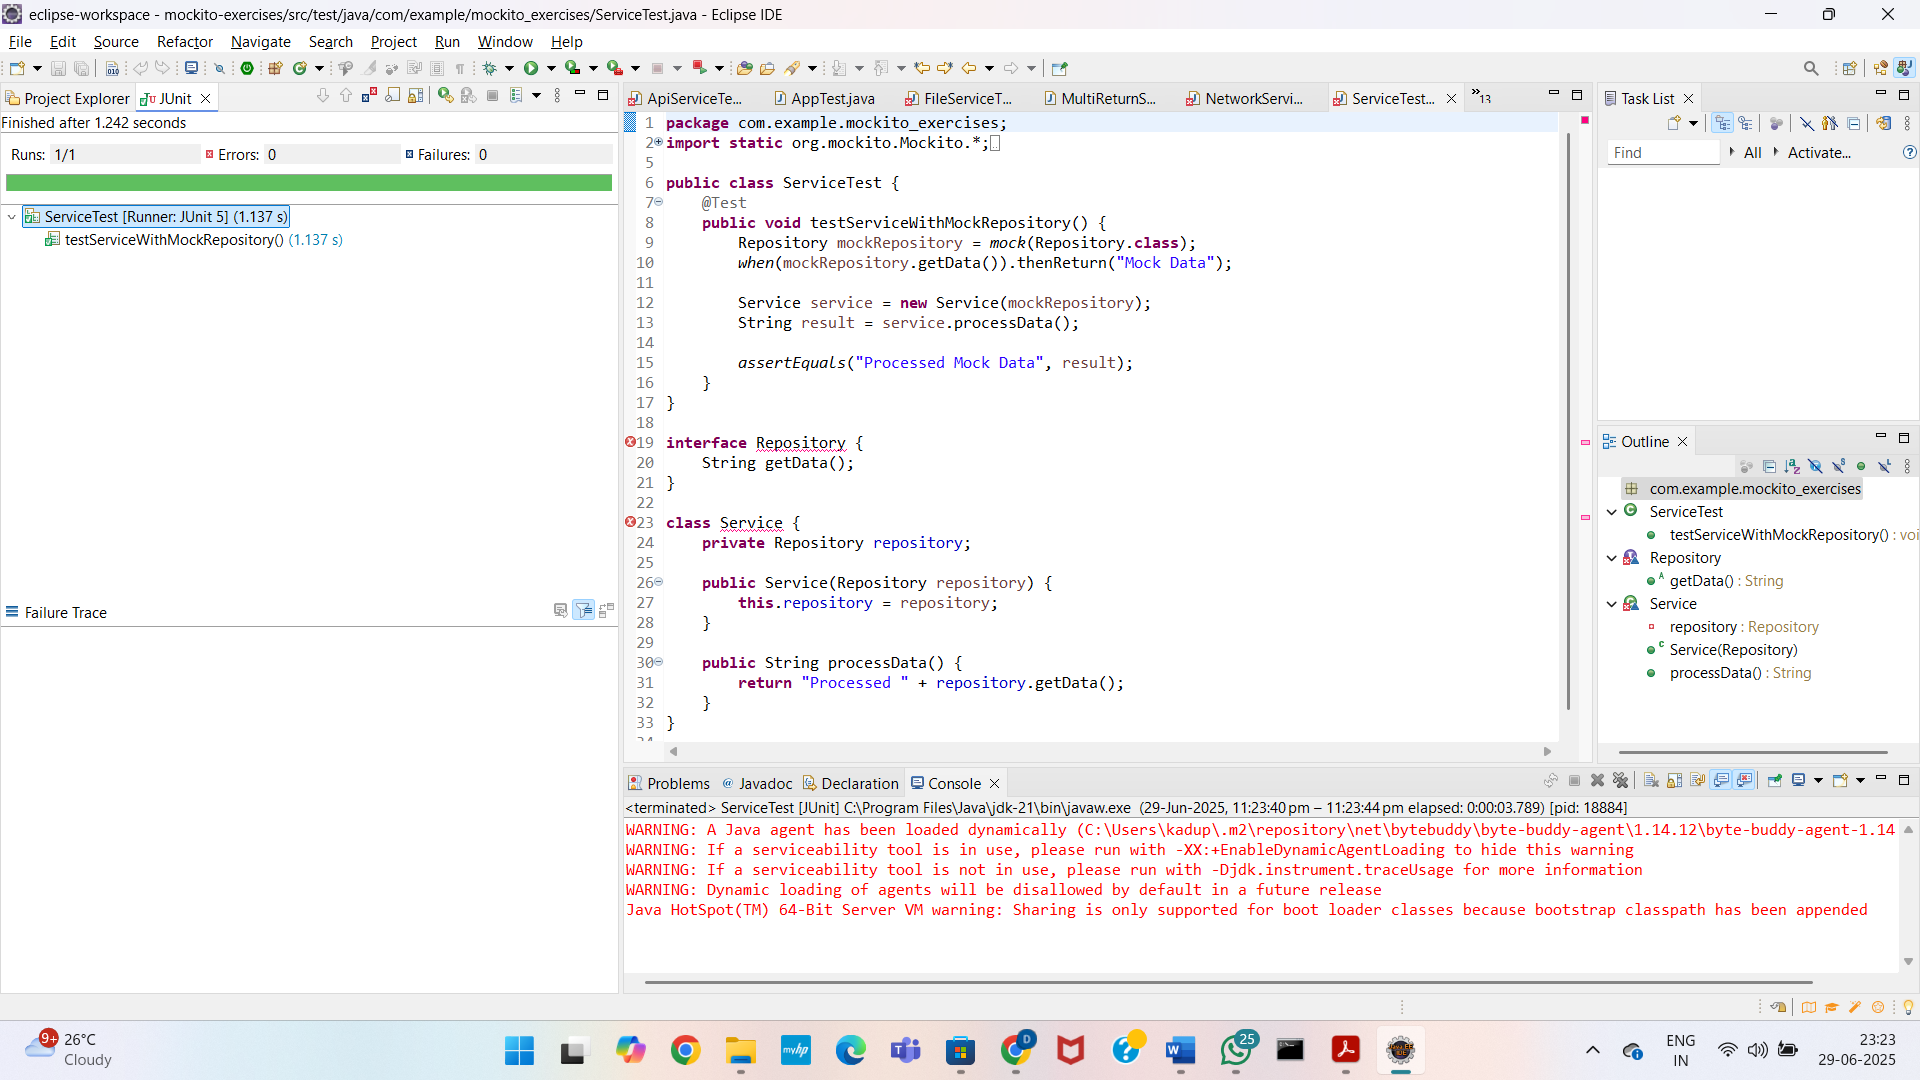 eclipse-workspace - mockito-exercises/src/test/java/com/example/mockito_exercises/ServiceTest.java - Eclipse IDE
File Edit Source Refactor Navigate Search Project Run Window Help
Project Explorer JUnit
Finished after 1.242 seconds
Runs: 1/1 Errors: 0 Failures: 0
ServiceTest [Runner: JUnit 5] (1.137 s)
testServiceWithMockRepository() (1.137 s)
Failure Trace
ApiServiceTe... AppTest.java FileServiceT... MultiReturnS... NetworkServi... ServiceTest... »13
1 package com.example.mockito_exercises;
2 import static org.mockito.Mockito.*;
5
6 public class ServiceTest {
7 @Test
8 public void testServiceWithMockRepository() {
9 Repository mockRepository = mock(Repository.class);
10 when(mockRepository.getData()).thenReturn("Mock Data");
11
12 Service service = new Service(mockRepository);
13 String result = service.processData();
14
15 assertEquals("Processed Mock Data", result);
16 }
17 }
18
19 interface Repository {
20 String getData();
21 }
22
23 class Service {
24 private Repository repository;
25
26 public Service(Repository repository) {
27 this.repository = repository;
28 }
29
30 public String processData() {
31 return "Processed " + repository.getData();
32 }
33 }
34
Task List
Find All Activate...
Outline
com.example.mockito_exercises
ServiceTest
testServiceWithMockRepository() : voi
Repository
getData() : String
Service
repository : Repository
Service(Repository)
processData() : String
Problems Javadoc Declaration Console
<terminated> ServiceTest [JUnit] C:\Program Files\Java\jdk-21\bin\javaw.exe (29-Jun-2025, 11:23:40 pm – 11:23:44 pm elapsed: 0:00:03.789) [pid: 18884]
WARNING: A Java agent has been loaded dynamically (C:\Users\kadup\.m2\repository\net\bytebuddy\byte-buddy-agent\1.14.12\byte-buddy-agent-1.14
WARNING: If a serviceability tool is in use, please run with -XX:+EnableDynamicAgentLoading to hide this warning
WARNING: If a serviceability tool is not in use, please run with -Djdk.instrument.traceUsage for more information
WARNING: Dynamic loading of agents will be disallowed by default in a future release
Java HotSpot(TM) 64-Bit Server VM warning: Sharing is only supported for boot loader classes because bootstrap classpath has been appended
9+ 26°C
Cloudy
myhp
D
25
ENG
IN
23:23
29-06-2025